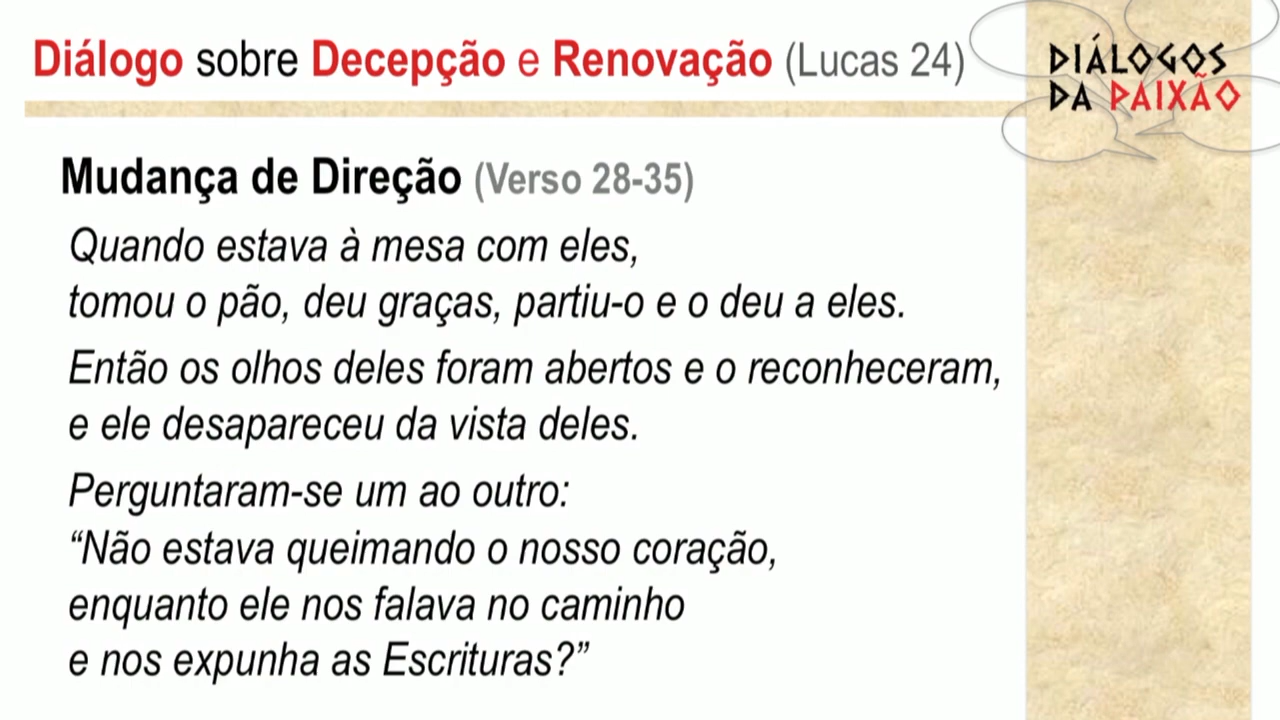 Diálogo sobre Decepção e Renovação (Lucas 24)
DIÁLOGOS
DA PAIXÃO
Mudança de Direção (Verso 28-35)
Quando estava à mesa com eles,
tomou o pão, deu graças, partiu-o e o deu a eles.
Então os olhos deles foram abertos e o reconheceram,
e ele desapareceu da vista deles.
Perguntaram-se um ao outro:
“Não estava queimando o nosso coração,
enquanto ele nos falava no caminho
e nos expunha as Escrituras?”